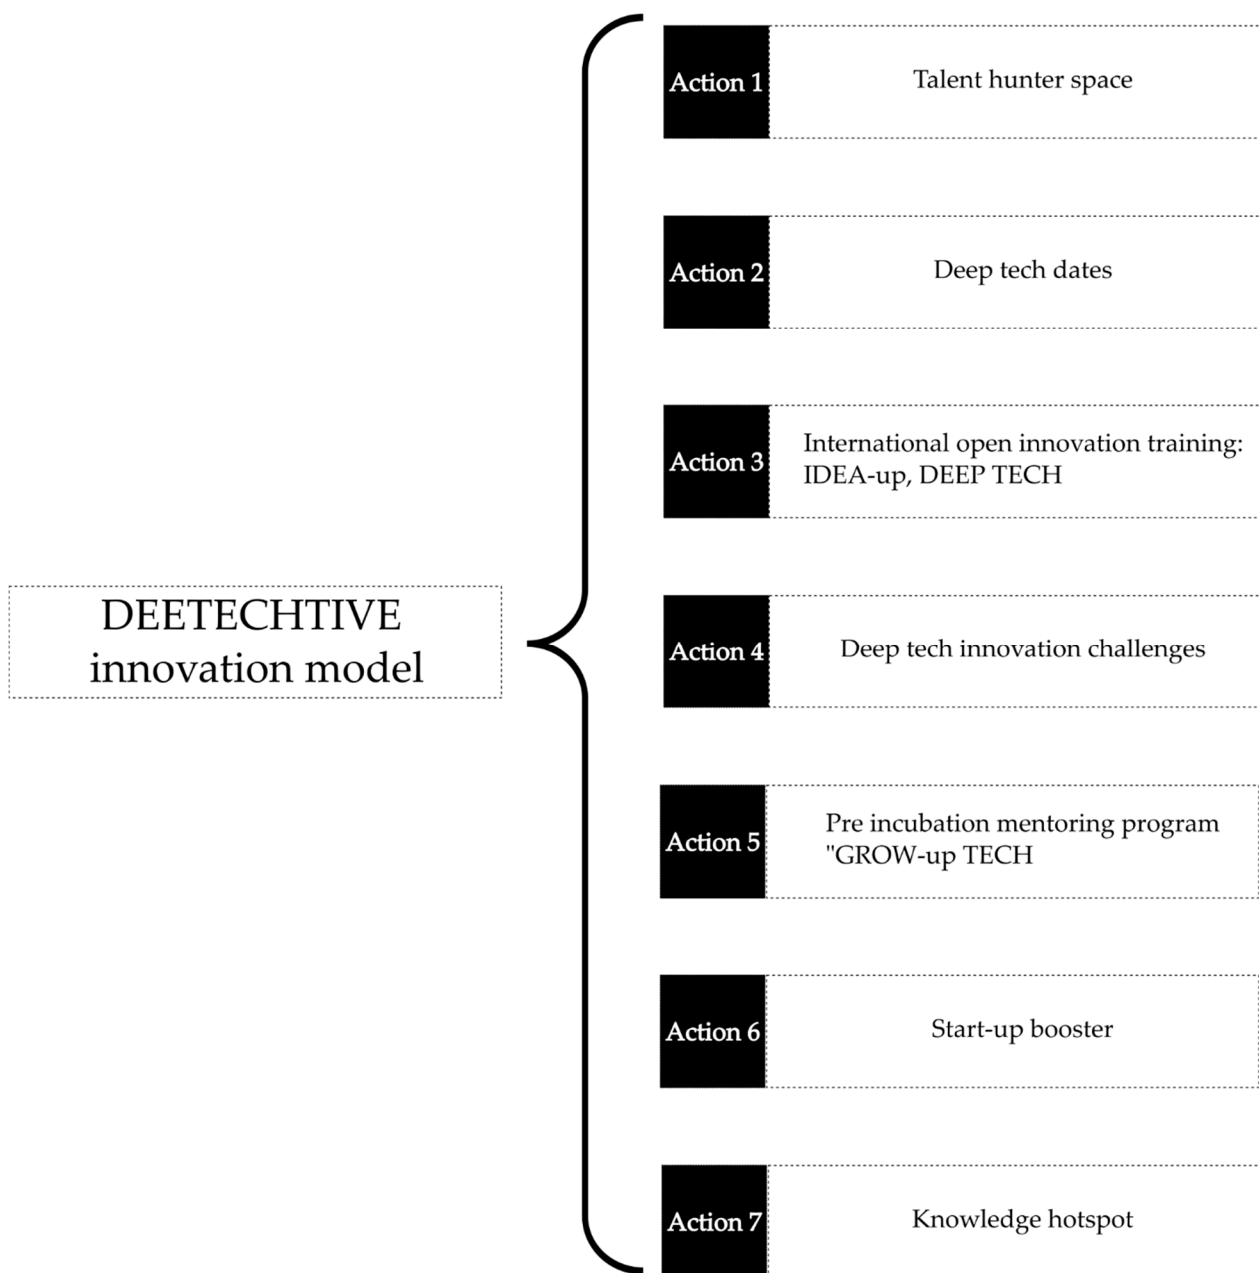 DEETECHTIVE
innovation model
Action 1
Talent hunter space
Action 2
Deep tech dates
Action 3
International open innovation training:
IDEA-up, DEEP TECH
Action 4
Deep tech innovation challenges
Action 5
Pre incubation mentoring program
"GROW-up TECH
Action 6
Start-up booster
Action 7
Knowledge hotspot